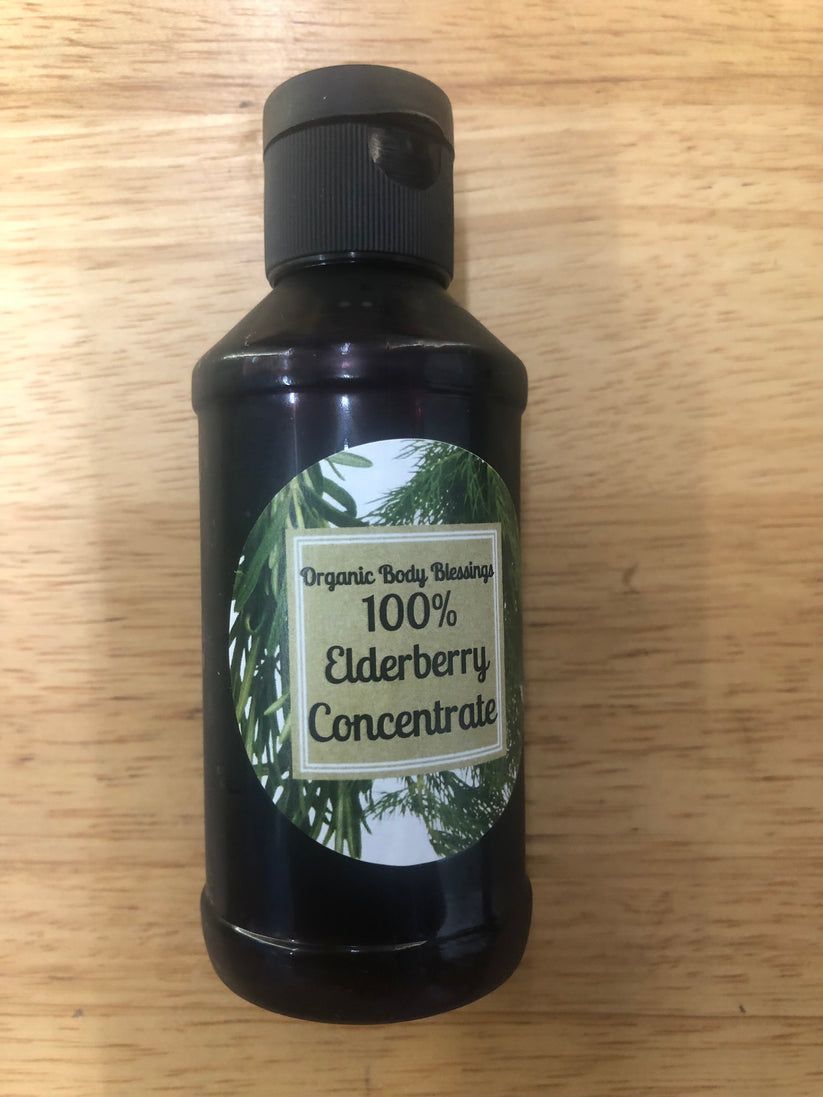 Organic Body Blessings
100%
Elderberry
Concentrate